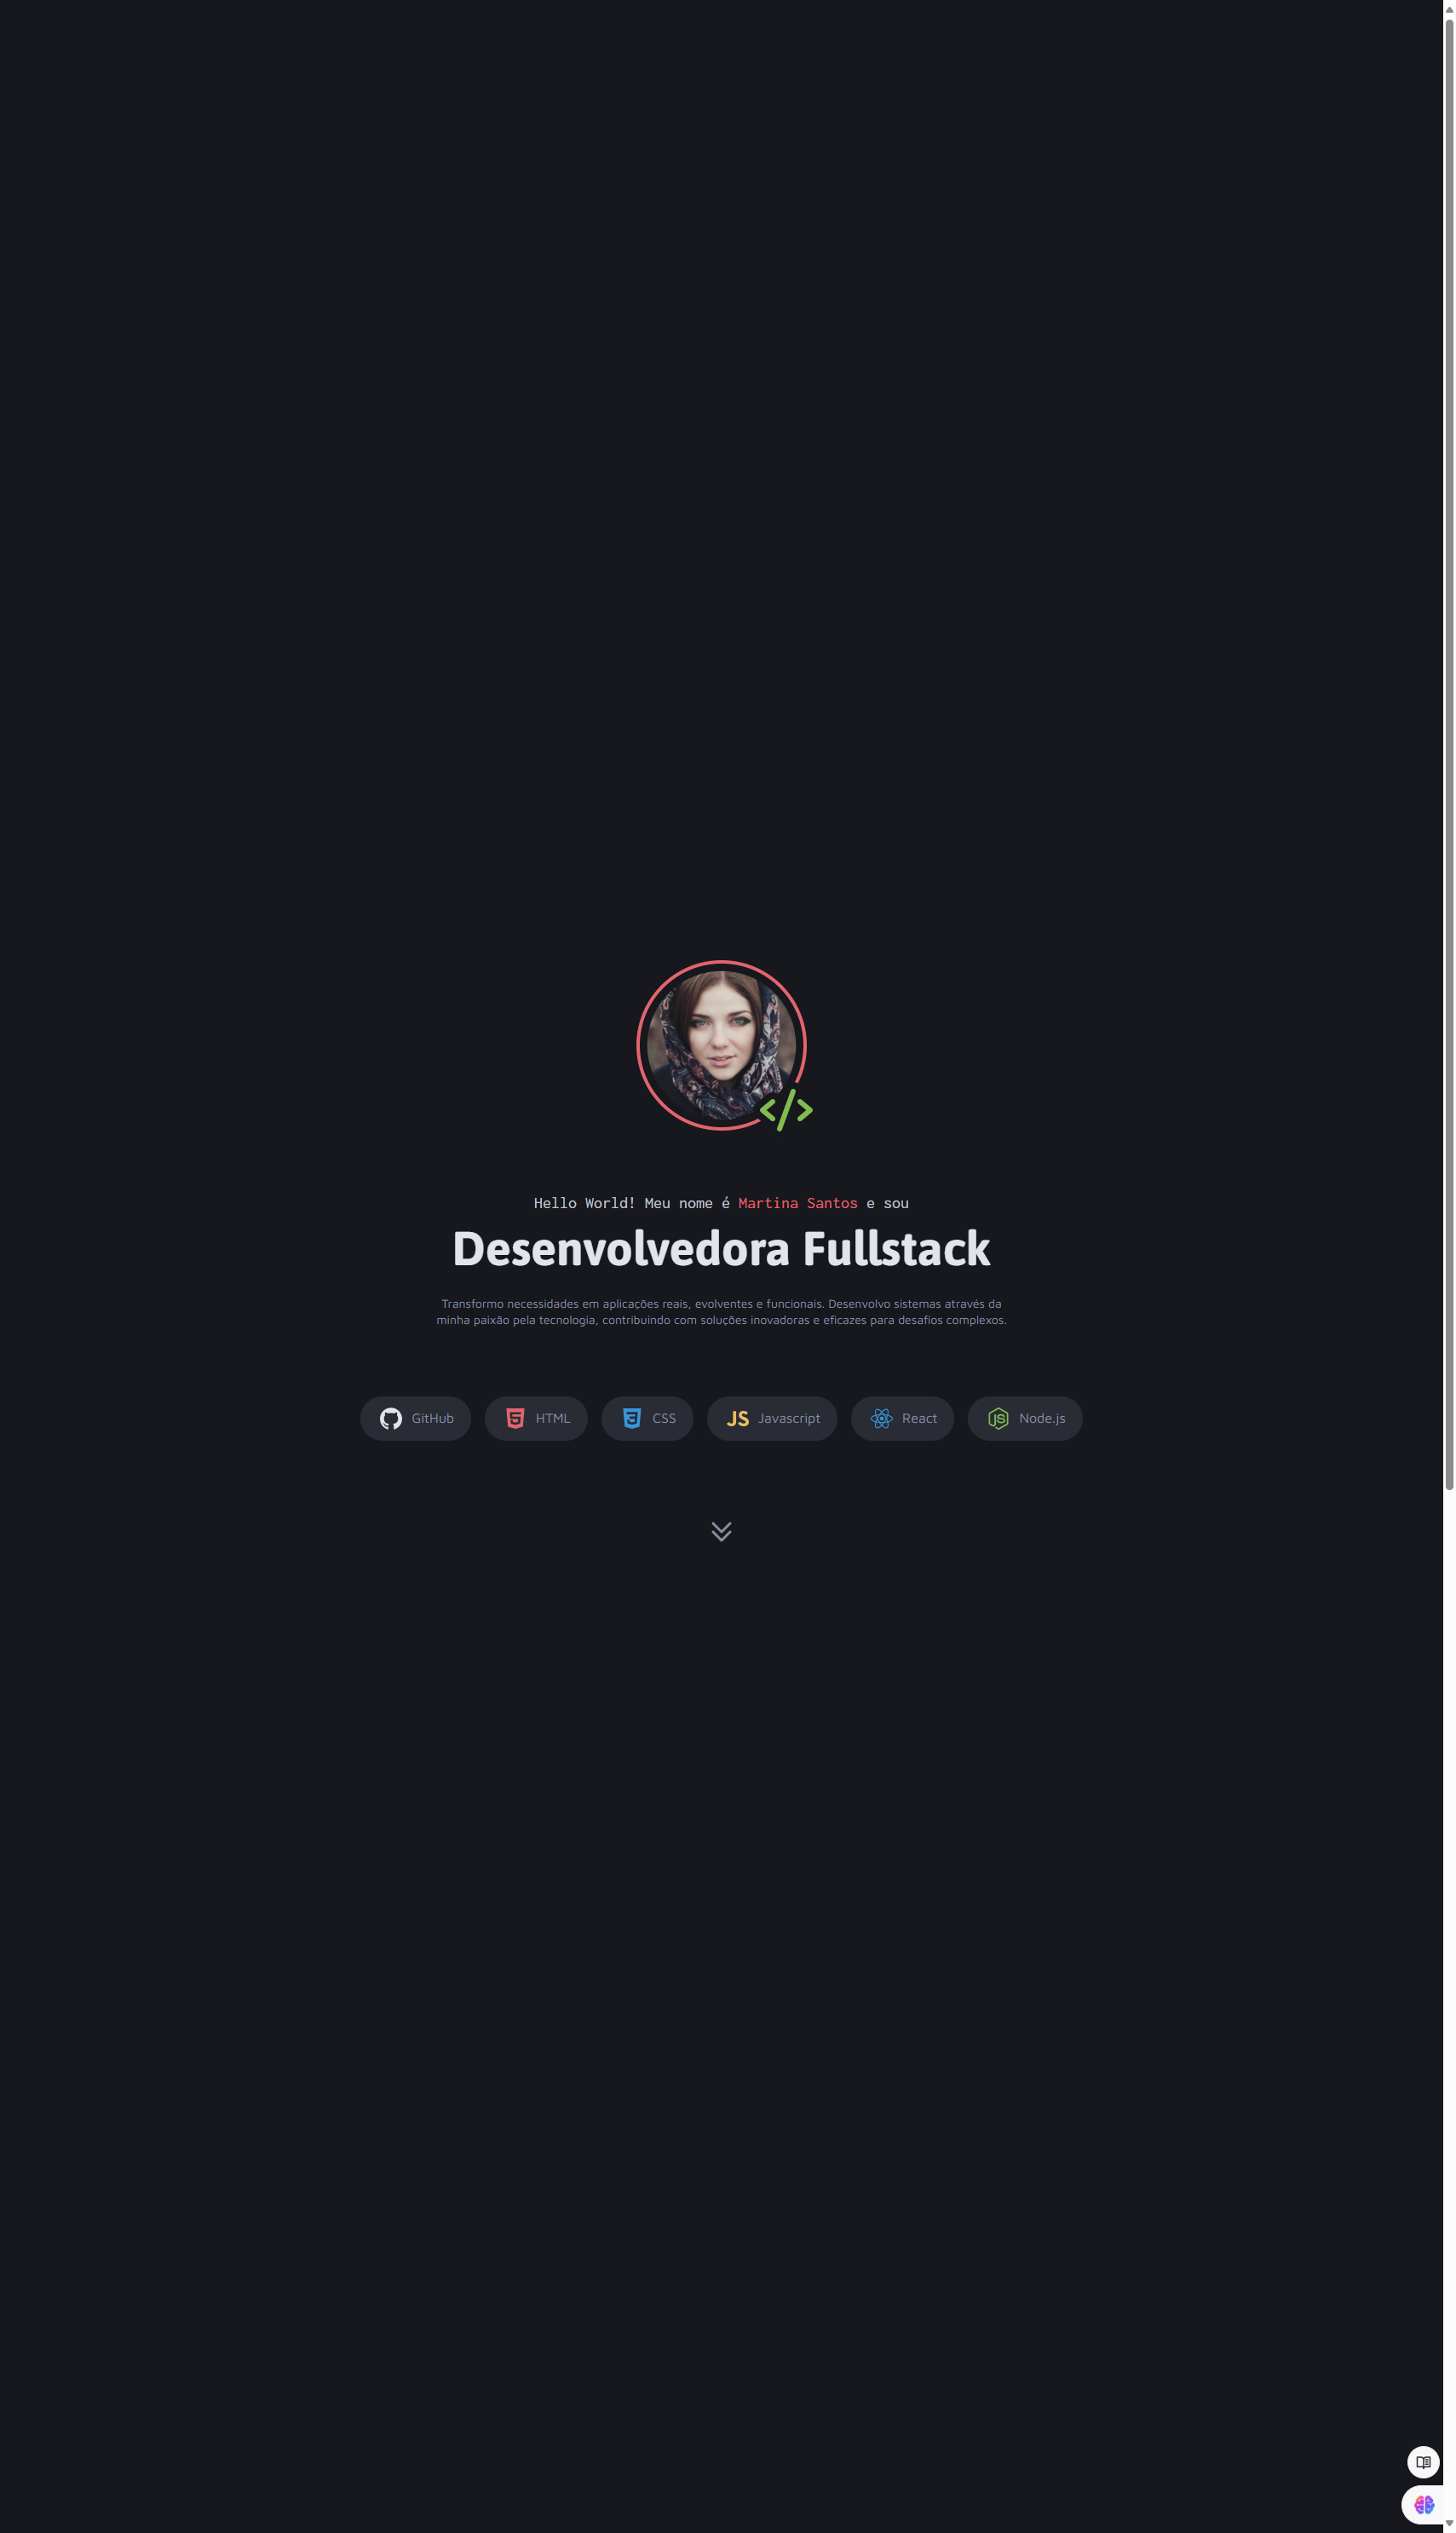 Hello World! Meu nome é Martina Santos e sou
Desenvolvedora Fullstack
Transformo necessidades em aplicações reais, evolventes e funcionais. Desenvolvo sistemas através da
minha paixão pela tecnologia, contribuindo com soluções inovadoras e eficazes para desafios complexos.
GitHub HTML CSS JS Javascript React Node.js